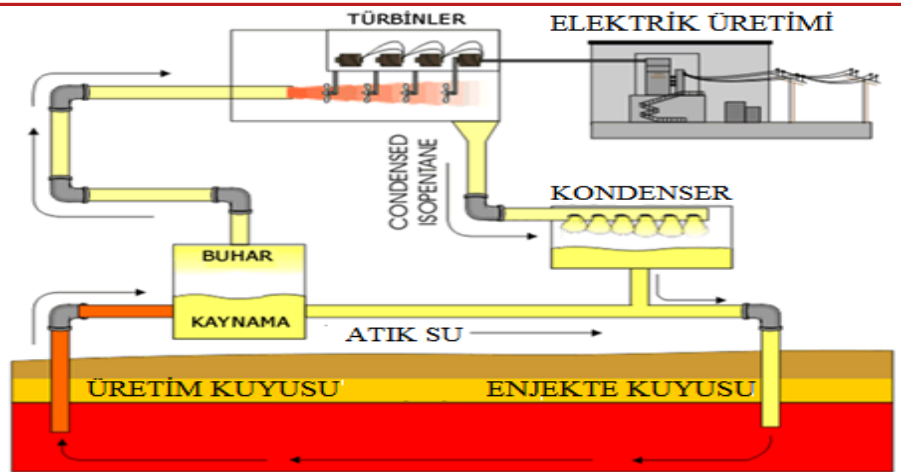 TÜRBİNLER
ELEKTRİK ÜRETİMİ
CONDENSED
ISOPENTANE
KONDENSER
BUHAR
KAYNAMA
ATIK SU
ÜRETİM KUYUSU
ENJEKTE KUYUSU